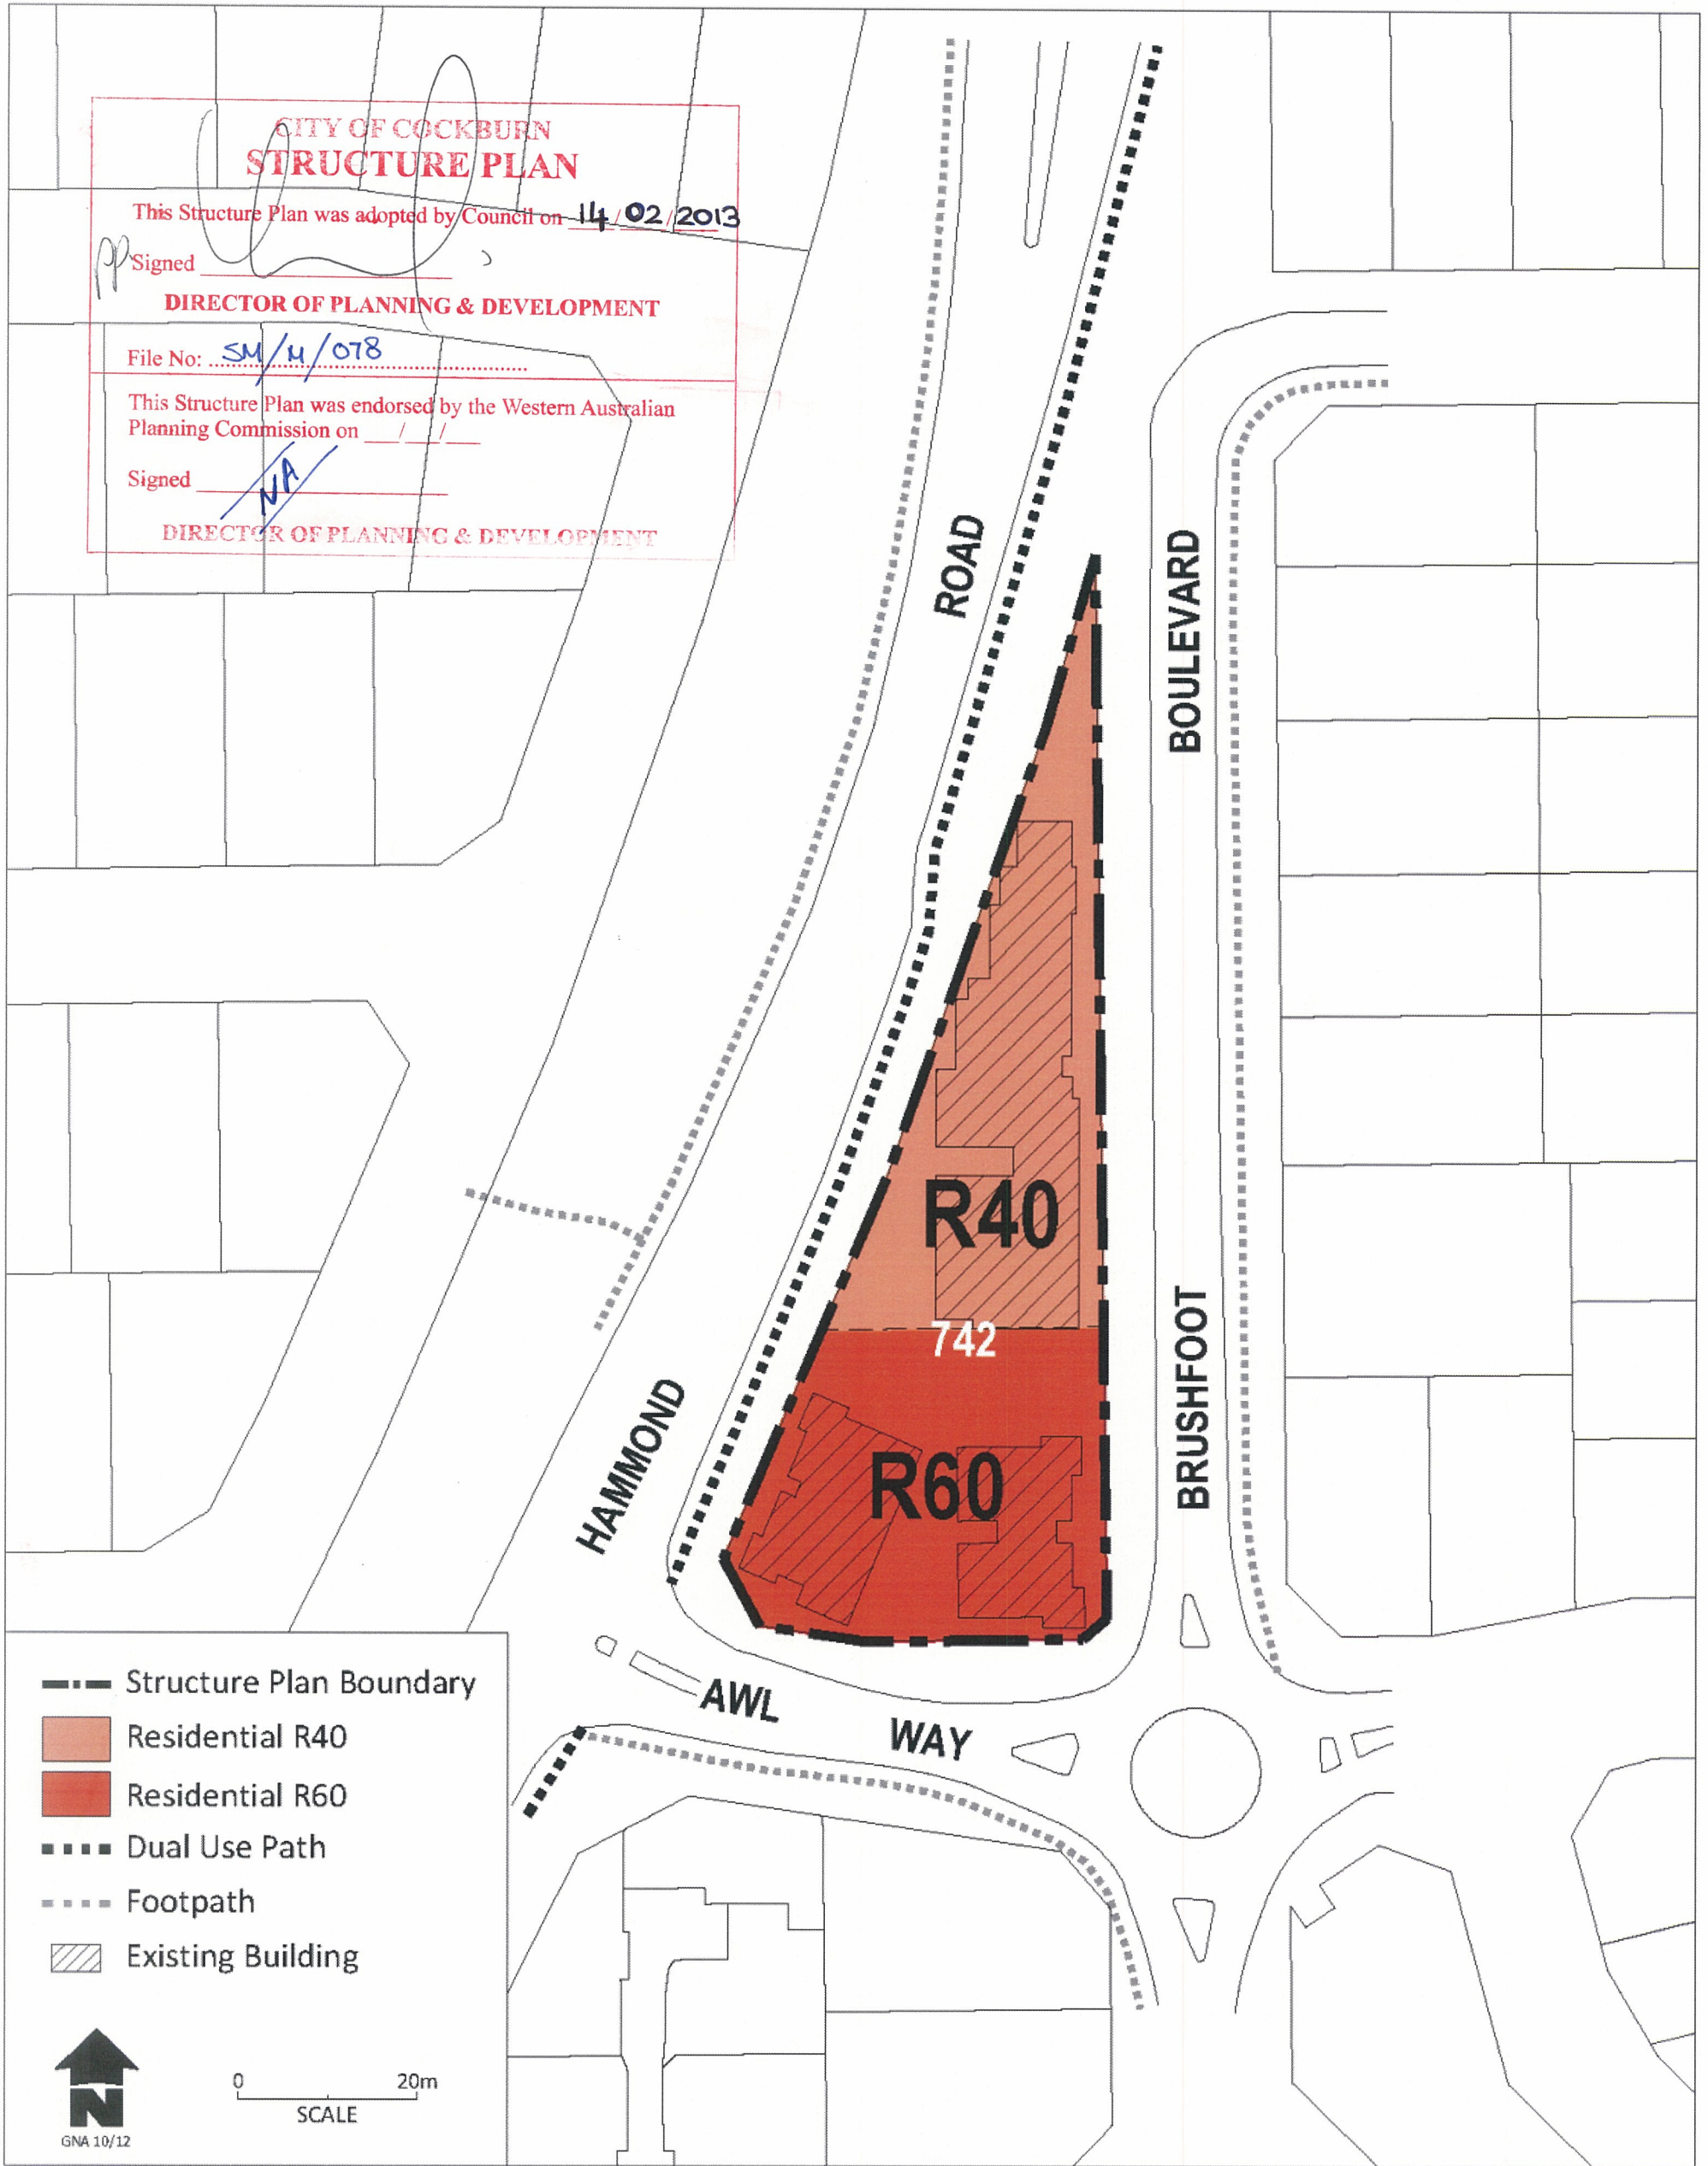 CITY OF COCKBURN
STRUCTURE PLAN
This Structure Plan was adopted by Council on 14/02/2013
pp Signed
DIRECTOR OF PLANNING & DEVELOPMENT
File No: SM/M/078
This Structure Plan was endorsed by the Western Australian
Planning Commission on / /
Signed NA
DIRECTOR OF PLANNING & DEVELOPMENT
ROAD
BOULEVARD
R40
742
HAMMOND
BRUSHFOOT
R60
AWL
WAY
Structure Plan Boundary
Residential R40
Residential R60
Dual Use Path
Footpath
Existing Building
N
GNA 10/12
0 20m
SCALE